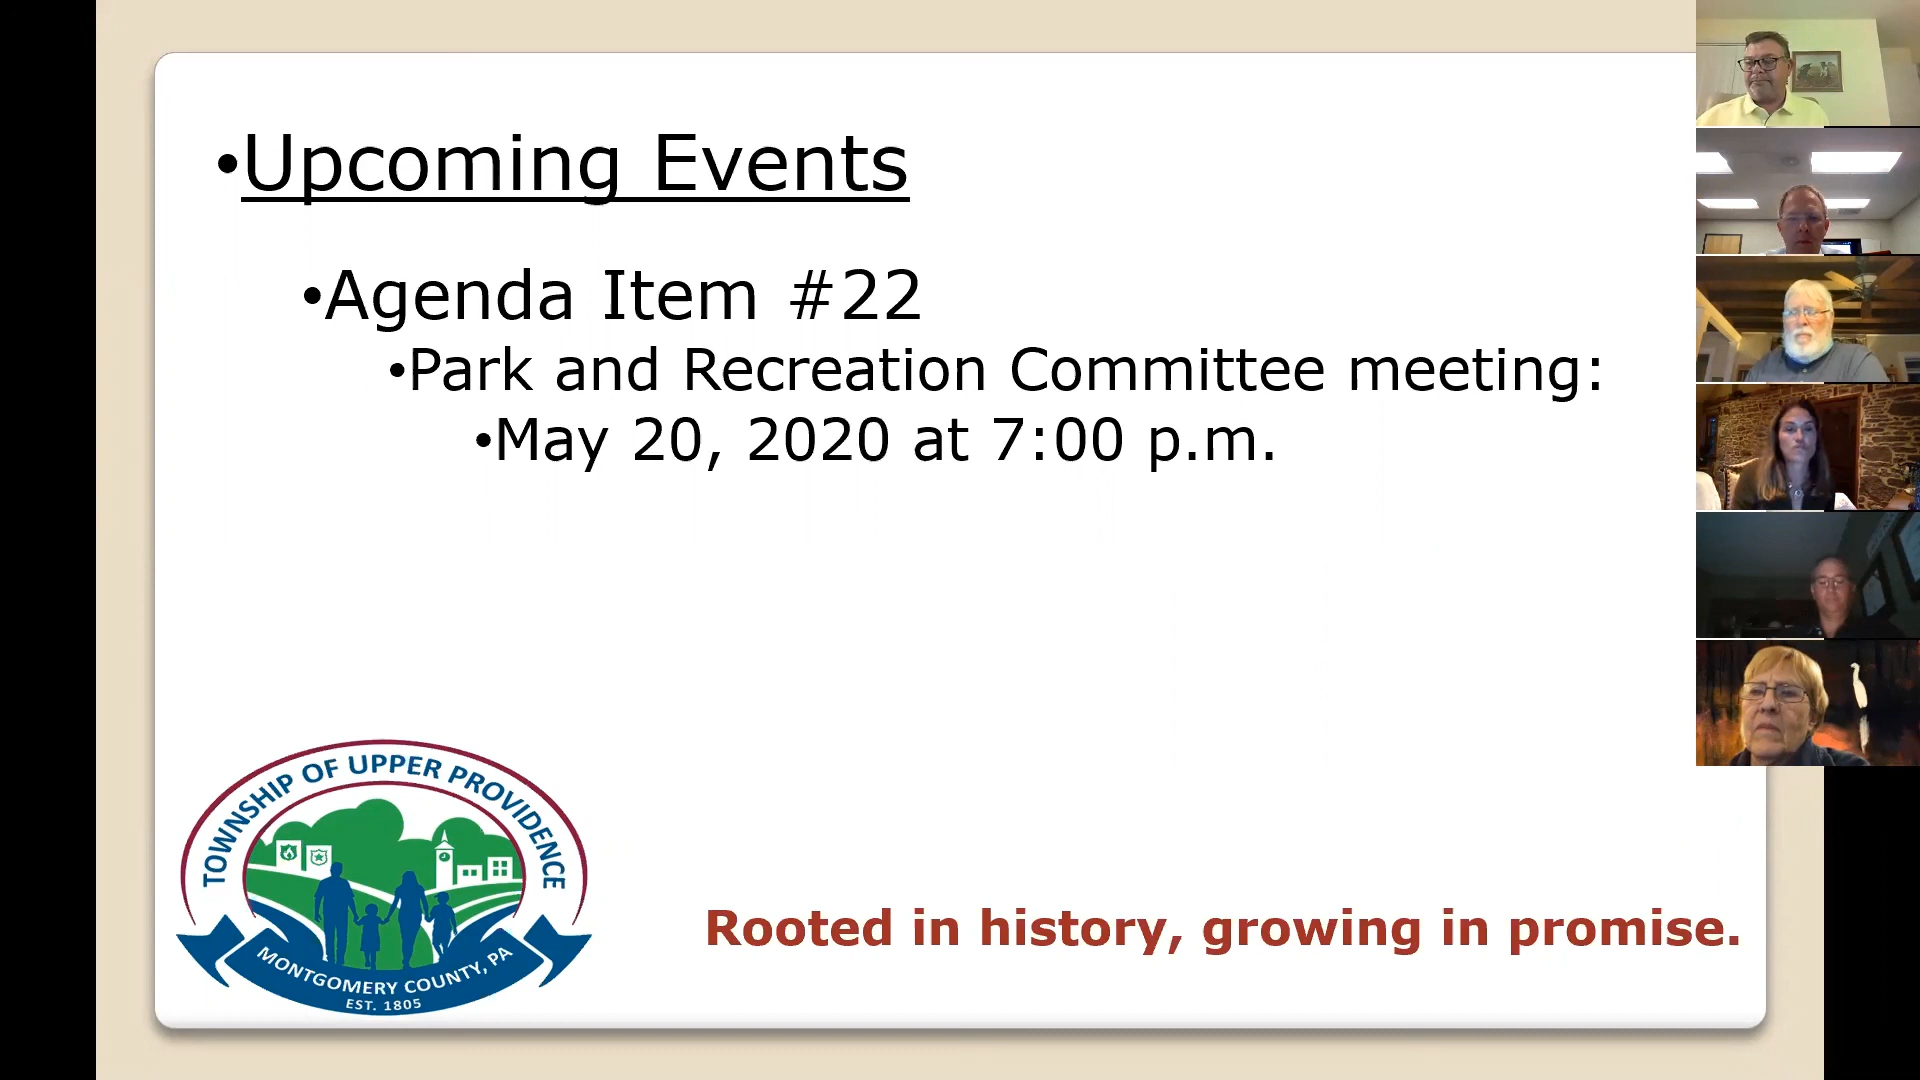 •Upcoming Events
•Agenda Item #22
•Park and Recreation Committee meeting:
•May 20, 2020 at 7:00 p.m.
TOWNSHIP OF UPPER PROVIDENCE
MONTGOMERY COUNTY, PA
EST. 1805
Rooted in history, growing in promise.